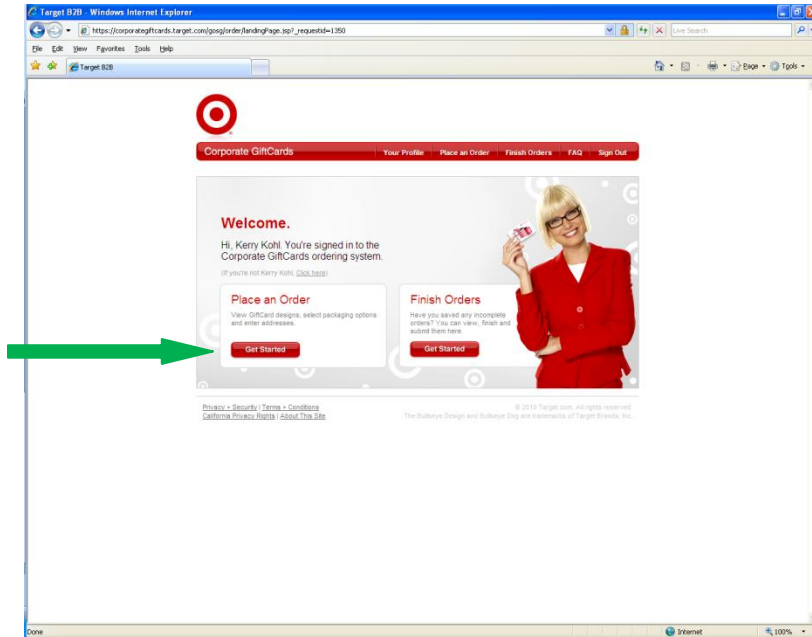 Target B2B - Windows Internet Explorer
https://corporategiftcards.target.com/gosg/order/landingPage.jsp?_requestid=1350
Live Search
File Edit View Favorites Tools Help
Target B2B
Page Tools
Corporate GiftCards Your Profile Place an Order Finish Orders FAQ Sign Out
Welcome.
Hi, Kerry Kohl. You're signed in to the
Corporate GiftCards ordering system.
(If you're not Kerry Kohl, Click here)
Place an Order
View GiftCard designs, select packaging options
and enter addresses.
Get Started
Finish Orders
Have you saved any incomplete
orders? You can view, finish and
submit them here.
Get Started
Privacy + Security | Terms + Conditions
California Privacy Rights | About This Site
© 2010 Target.com. All rights reserved
The Bullseye Design and Bullseye Dog are trademarks of Target Brands, Inc.
Done Internet 100%